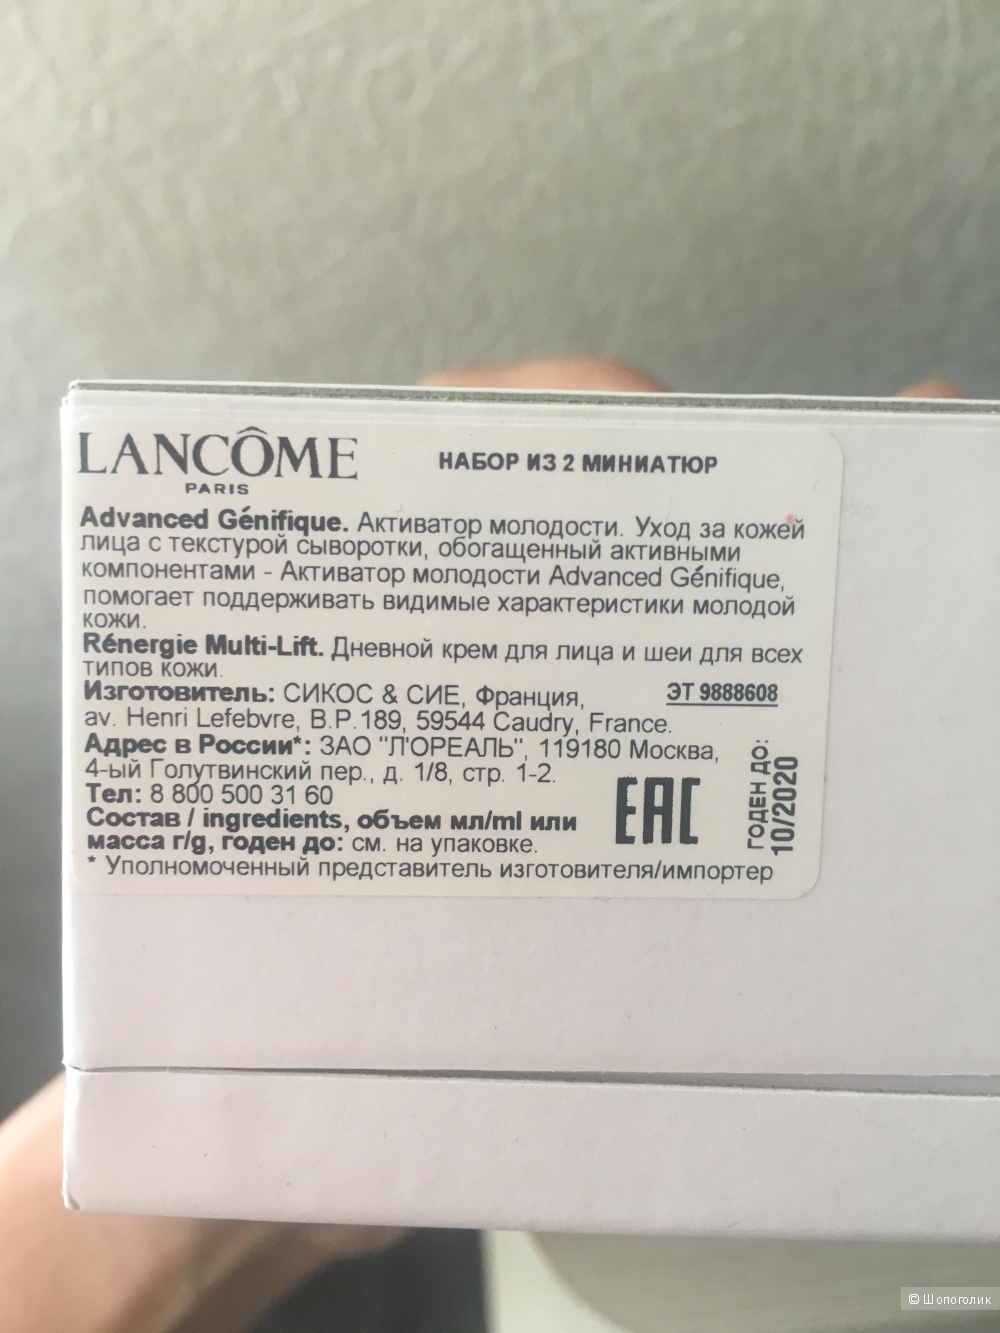 LANCÔME
PARIS
НАБОР ИЗ 2 МИНИАТЮР
Advanced Génifique. Активатор молодости. Уход за кожей
лица с текстурой сыворотки, обогащенный активными
компонентами - Активатор молодости Advanced Génifique,
помогает поддерживать видимые характеристики молодой
кожи.
Rénergie Multi-Lift. Дневной крем для лица и шеи для всех
типов кожи.
Изготовитель: СИКОС & СИЕ, Франция,
ЭТ 9888608
av. Henri Lefebvre, B.P.189, 59544 Caudry, France.
Адрес в России*: ЗАО "Л'ОРЕАЛЬ", 119180 Москва,
4-ый Голутвинский пер., д. 1/8, стр. 1-2.
Тел: 8 800 500 31 60
Состав / ingredients, объем мл/ml или
масса г/g, годен до: см. на упаковке.
* Уполномоченный представитель изготовителя/импортер
EAC
ГОДЕН ДО:
10/2020
© Шопоголик